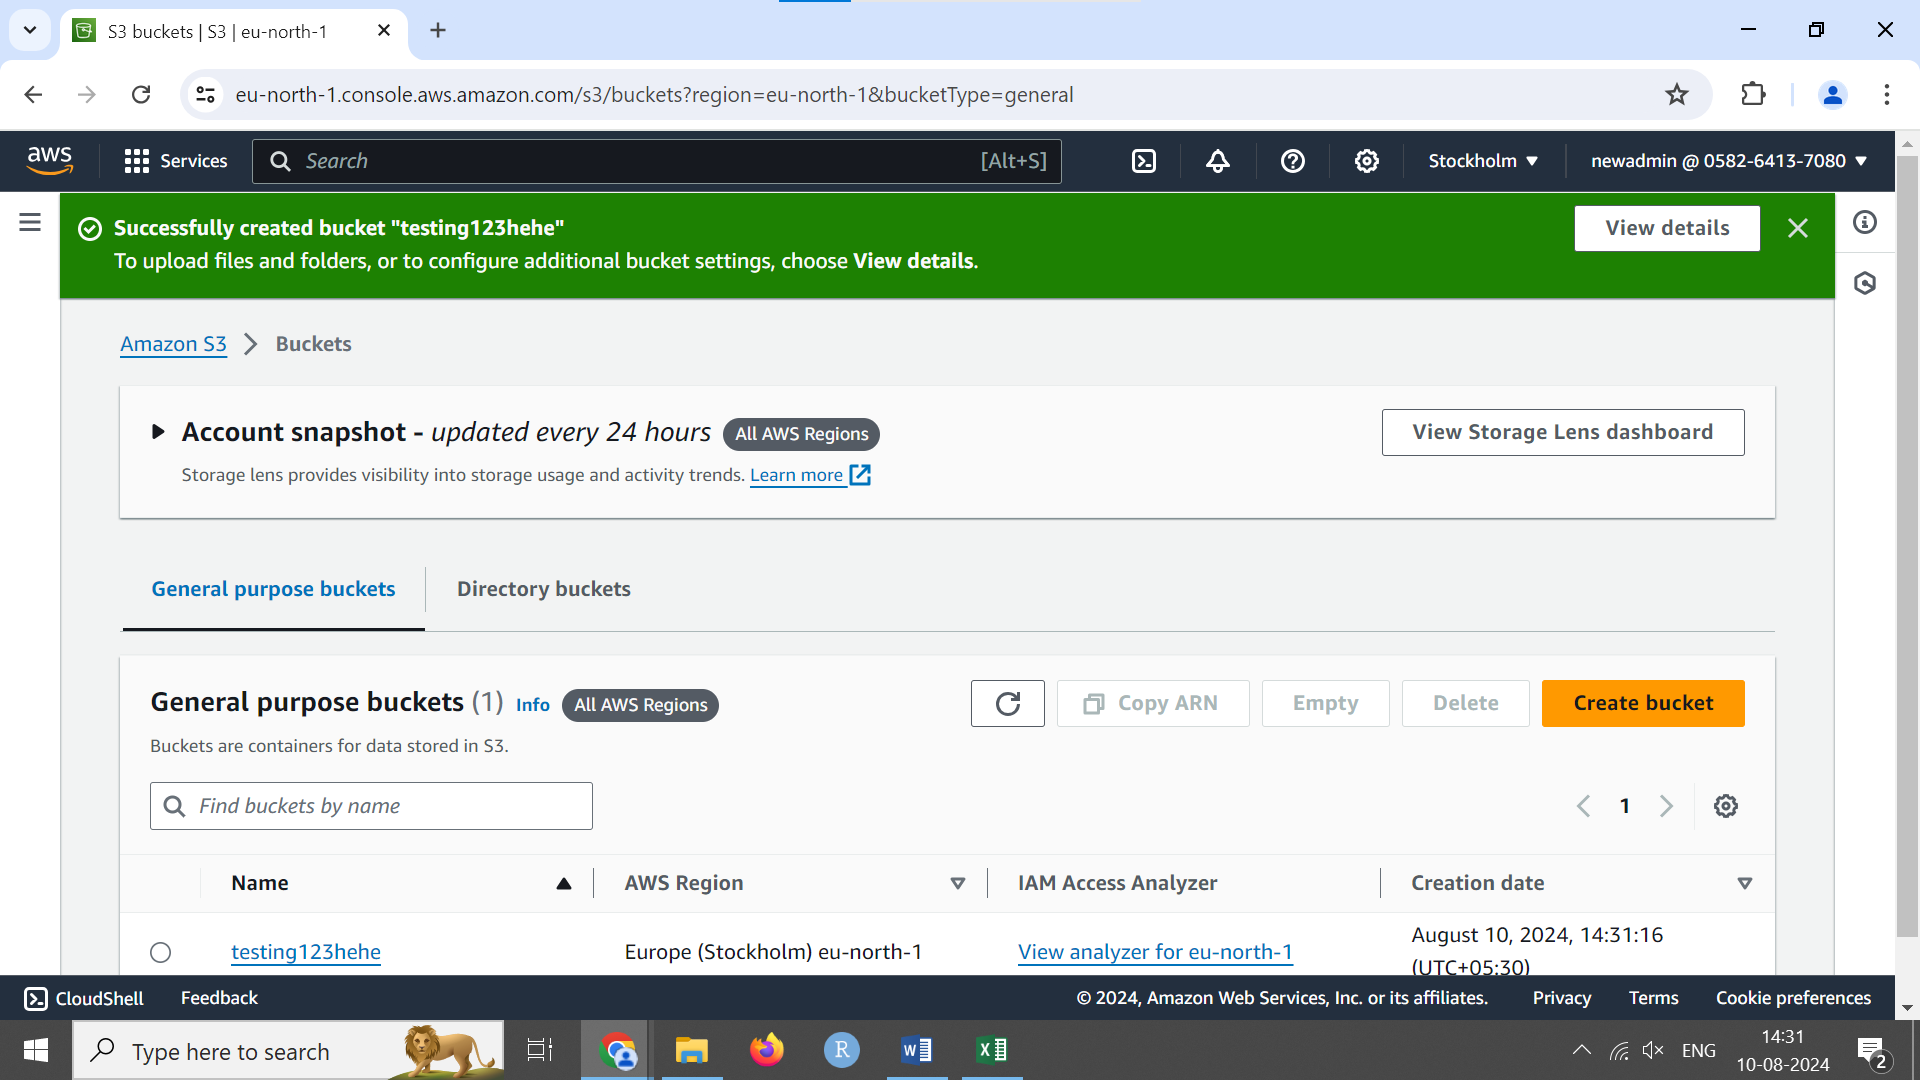 S3 buckets | S3 | eu-north-1
eu-north-1.console.aws.amazon.com/s3/buckets?region=eu-north-1&bucketType=general
aws
Services
Search
[Alt+S]
Stockholm
newadmin @ 0582-6413-7080
Successfully created bucket "testing123hehe"
View details
To upload files and folders, or to configure additional bucket settings, choose View details.
Amazon S3
Buckets
Account snapshot - updated every 24 hours
All AWS Regions
View Storage Lens dashboard
Storage lens provides visibility into storage usage and activity trends. Learn more
General purpose buckets
Directory buckets
General purpose buckets (1) Info
All AWS Regions
Copy ARN
Empty
Delete
Create bucket
Buckets are containers for data stored in S3.
Find buckets by name
1
Name
AWS Region
IAM Access Analyzer
Creation date
testing123hehe
Europe (Stockholm) eu-north-1
View analyzer for eu-north-1
August 10, 2024, 14:31:16
(UTC+05:30)
CloudShell
Feedback
© 2024, Amazon Web Services, Inc. or its affiliates.
Privacy
Terms
Cookie preferences
Type here to search
R
W
X
ENG
14:31
10-08-2024
2